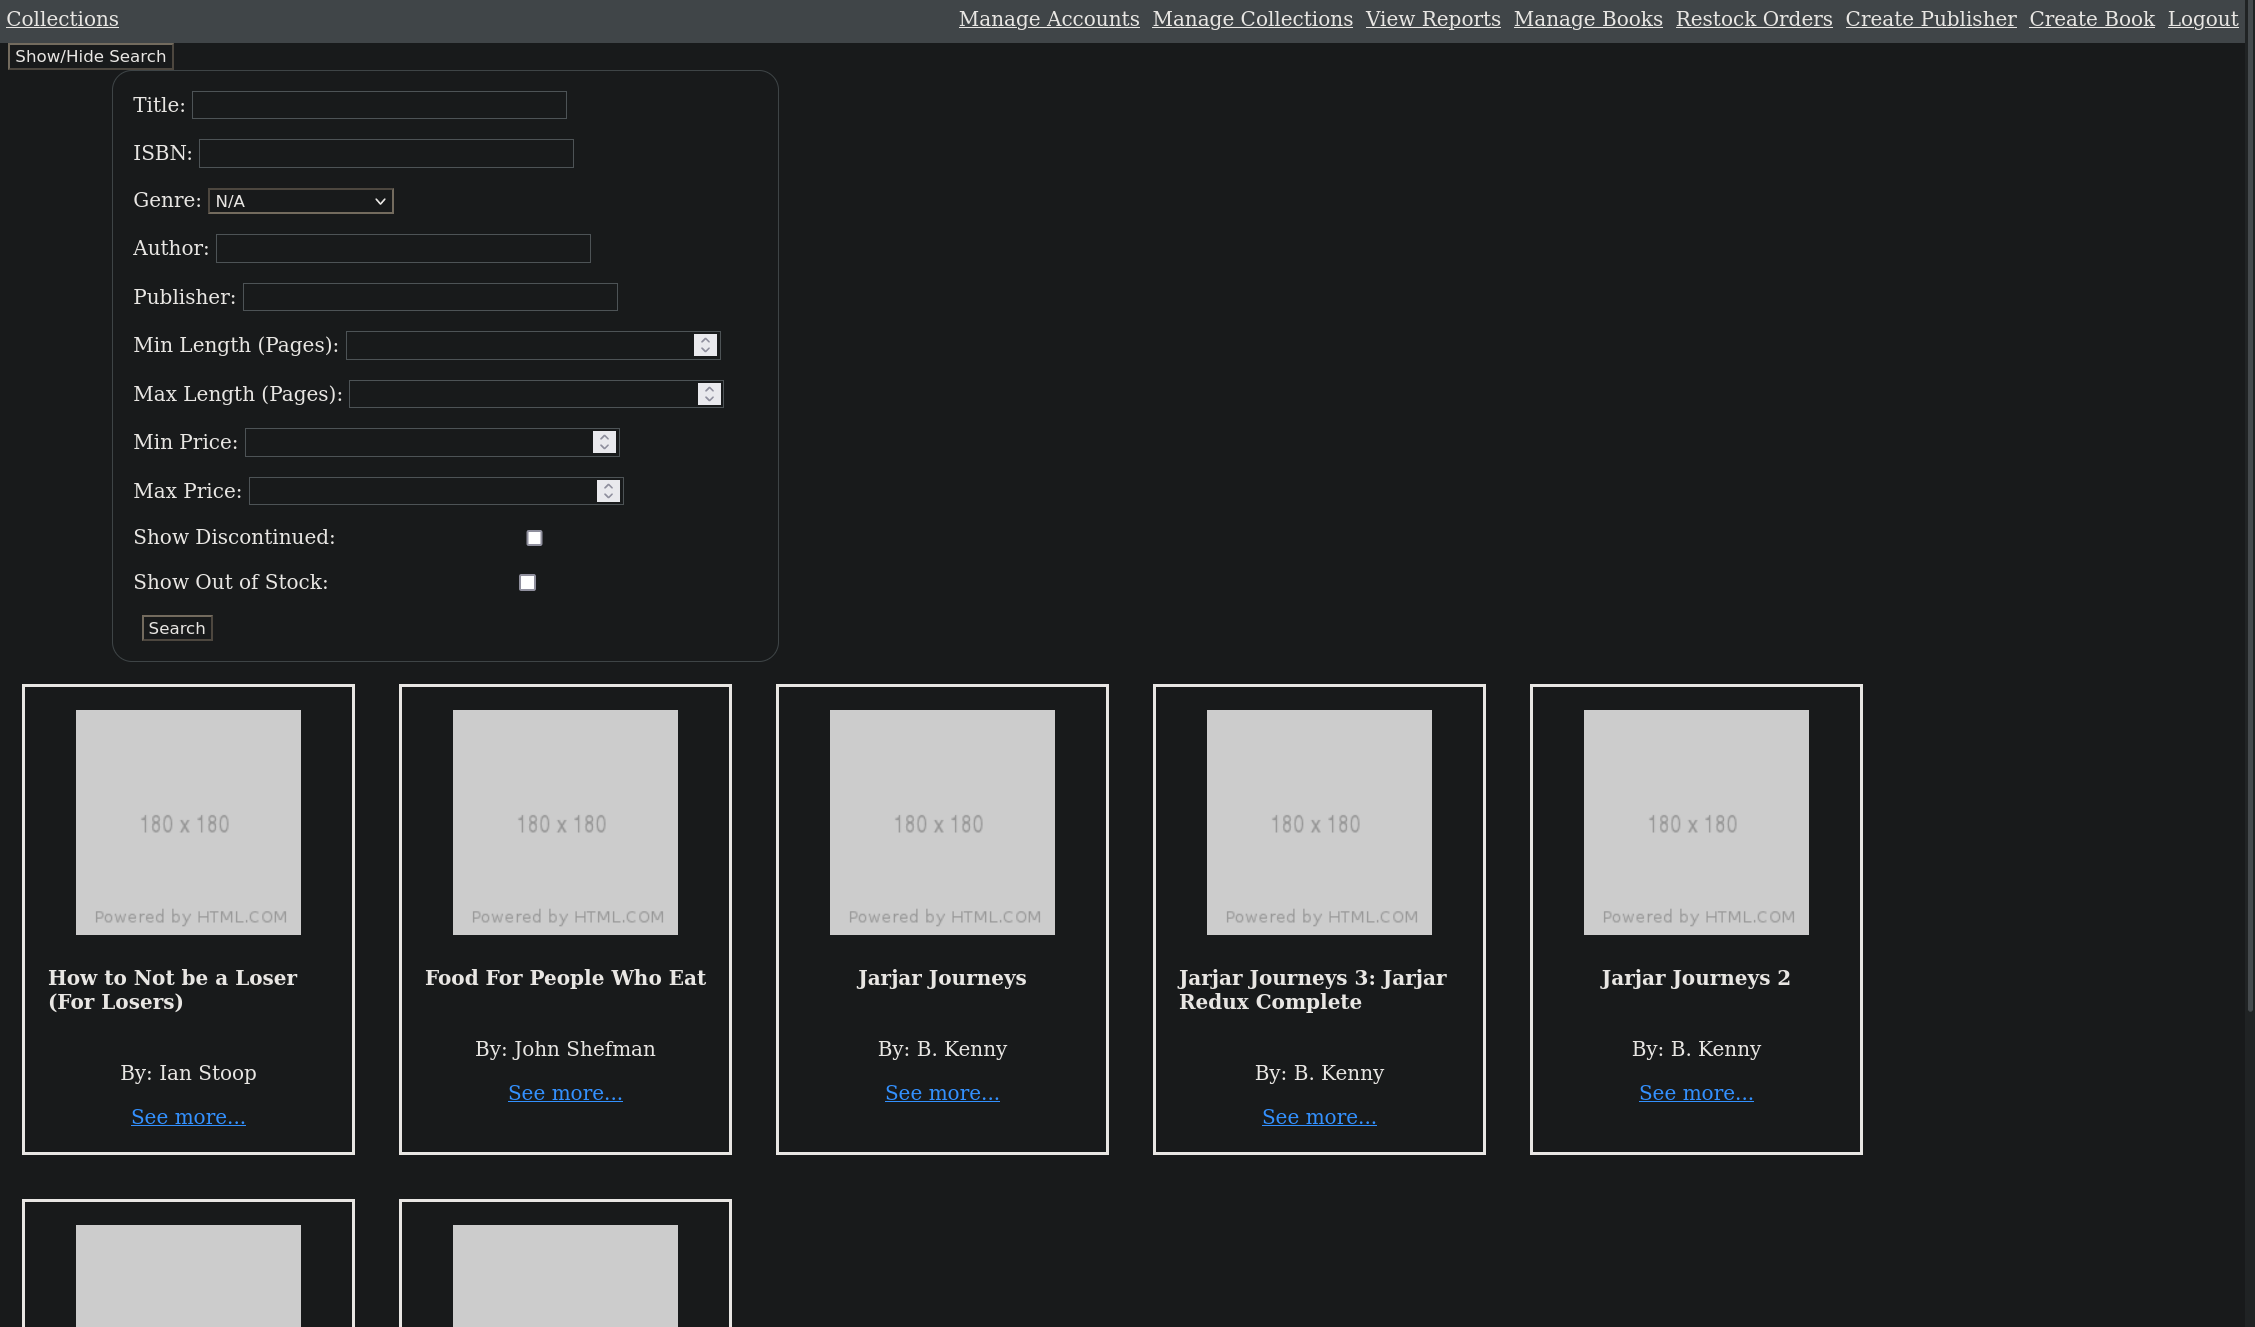 Collections Manage Accounts Manage Collections View Reports Manage Books Restock Orders Create Publisher Create Book Logout
Show/Hide Search
Title:
ISBN:
Genre: N/A
Author:
Publisher:
Min Length (Pages):
Max Length (Pages):
Min Price:
Max Price:
Show Discontinued:
Show Out of Stock:
Search
180 x 180
Powered by HTML.COM
How to Not be a Loser
(For Losers)
By: Ian Stoop
See more...
180 x 180
Powered by HTML.COM
Food For People Who Eat
By: John Shefman
See more...
180 x 180
Powered by HTML.COM
Jarjar Journeys
By: B. Kenny
See more...
180 x 180
Powered by HTML.COM
Jarjar Journeys 3: Jarjar
Redux Complete
By: B. Kenny
See more...
180 x 180
Powered by HTML.COM
Jarjar Journeys 2
By: B. Kenny
See more...